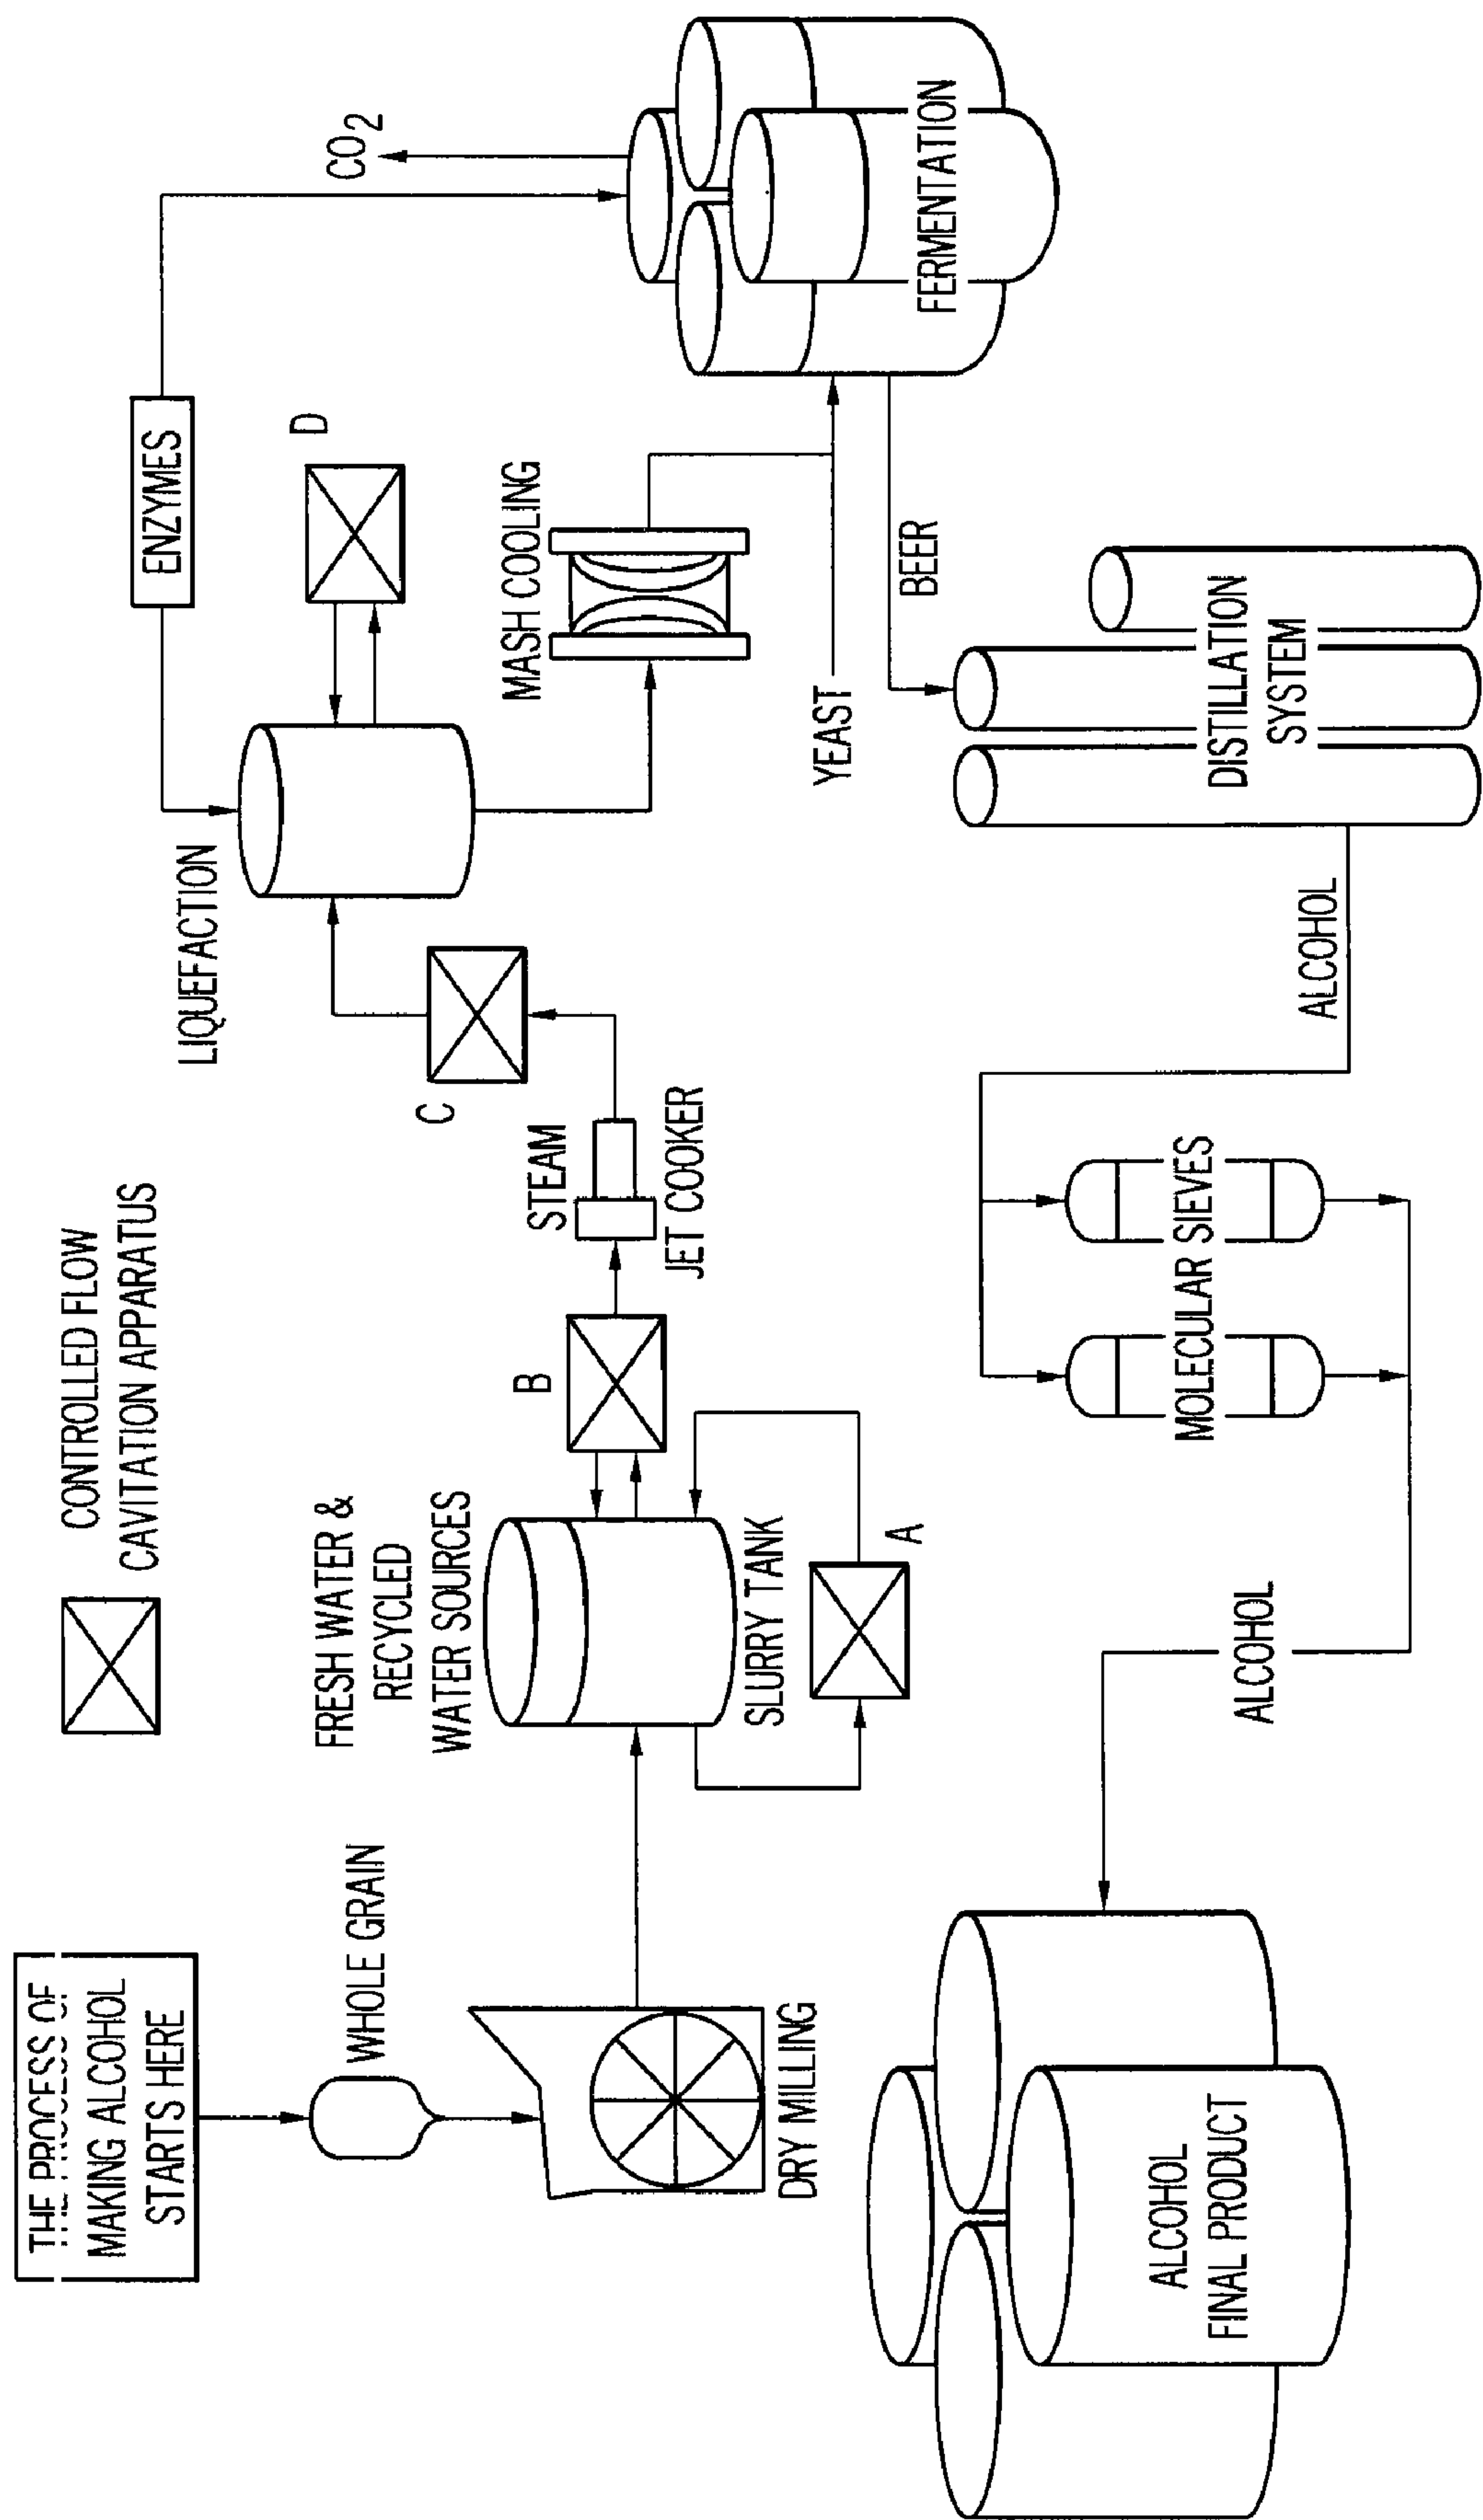 THE PROCESS OF
MAKING ALCOHOL
STARTS HERE
CONTROLLED FLOW
CAVITATION APPARATUS
WHOLE GRAIN
DRY MILLING
FRESH WATER &
RECYCLED
WATER SOURCES
SLURRY TANK
A
B
STEAM
JET COOKER
C
LIQUEFACTION
ENZYMES
D
MASH COOLING
CO2
YEAST
FERMENTATION
BEER
DISTILLATION
SYSTEM
ALCOHOL
MOLECULAR SIEVES
ALCOHOL
ALCOHOL
FINAL PRODUCT